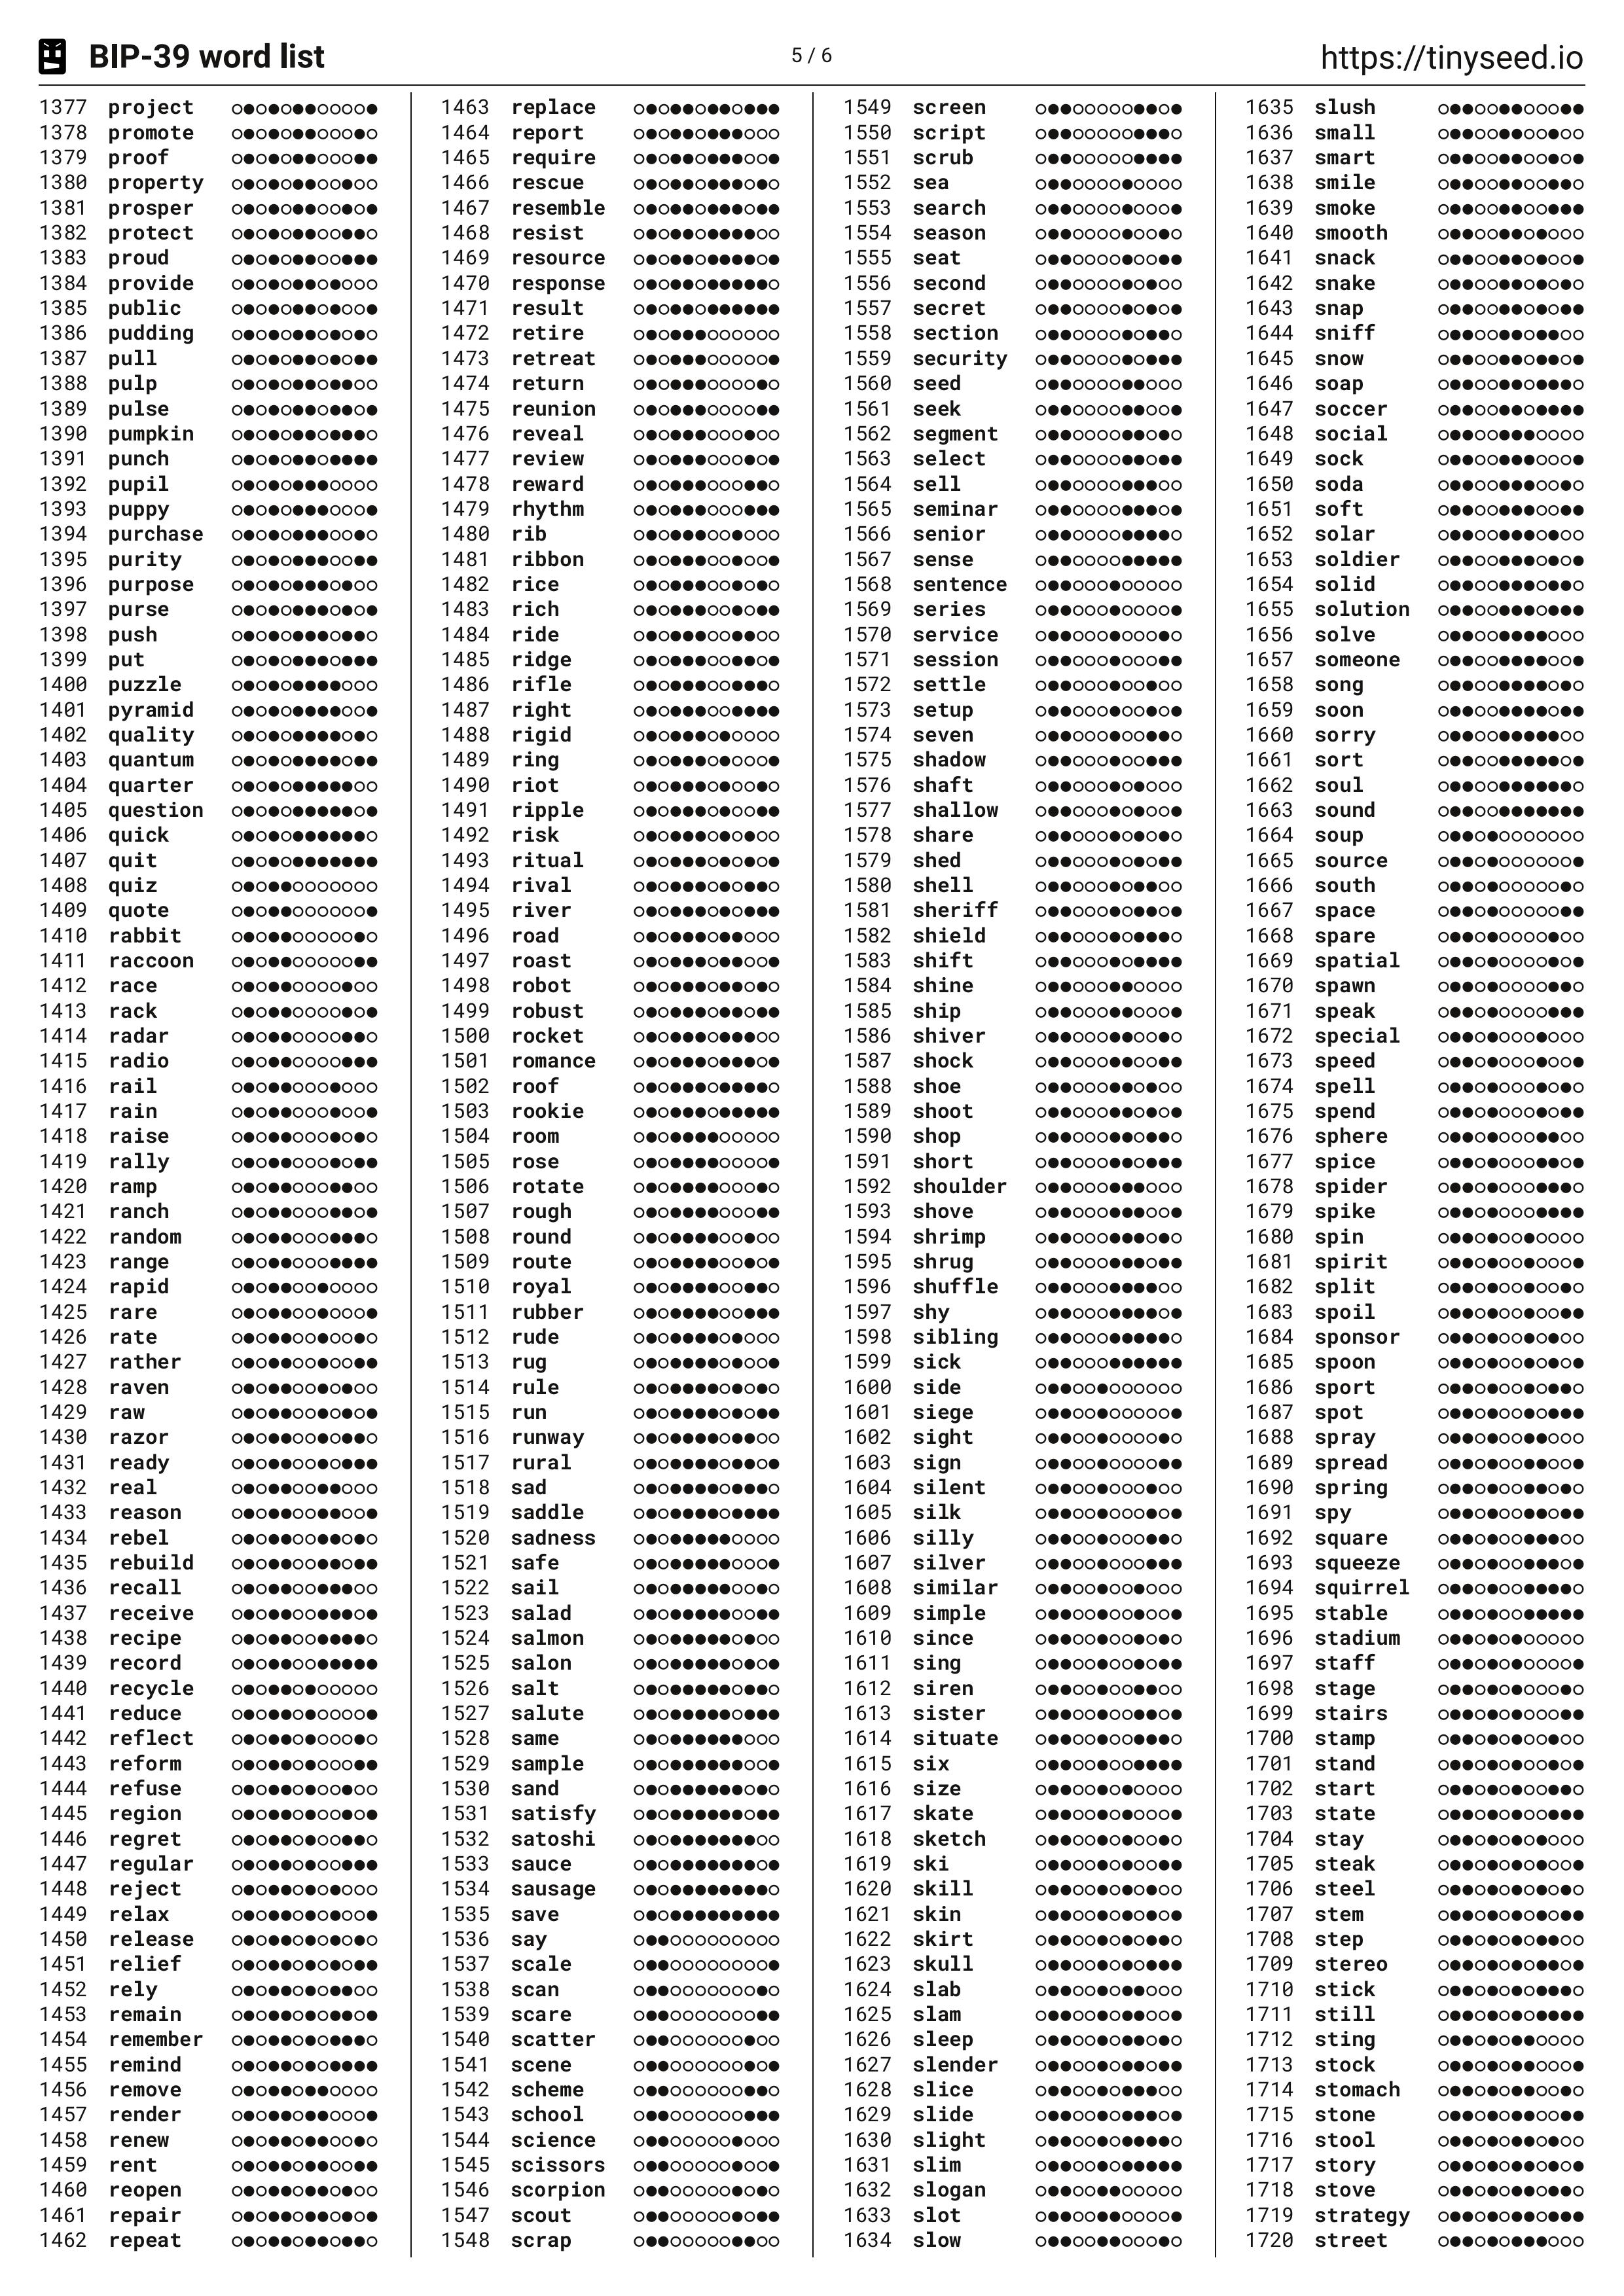 BIP-39 word list
5 / 6
https://tinyseed.io
1377 project
1378 promote
1379 proof
1380 property
1381 prosper
1382 protect
1383 proud
1384 provide
1385 public
1386 pudding
1387 pull
1388 pulp
1389 pulse
1390 pumpkin
1391 punch
1392 pupil
1393 puppy
1394 purchase
1395 purity
1396 purpose
1397 purse
1398 push
1399 put
1400 puzzle
1401 pyramid
1402 quality
1403 quantum
1404 quarter
1405 question
1406 quick
1407 quit
1408 quiz
1409 quote
1410 rabbit
1411 raccoon
1412 race
1413 rack
1414 radar
1415 radio
1416 rail
1417 rain
1418 raise
1419 rally
1420 ramp
1421 ranch
1422 random
1423 range
1424 rapid
1425 rare
1426 rate
1427 rather
1428 raven
1429 raw
1430 razor
1431 ready
1432 real
1433 reason
1434 rebel
1435 rebuild
1436 recall
1437 receive
1438 recipe
1439 record
1440 recycle
1441 reduce
1442 reflect
1443 reform
1444 refuse
1445 region
1446 regret
1447 regular
1448 reject
1449 relax
1450 release
1451 relief
1452 rely
1453 remain
1454 remember
1455 remind
1456 remove
1457 render
1458 renew
1459 rent
1460 reopen
1461 repair
1462 repeat
1463 replace
1464 report
1465 require
1466 rescue
1467 resemble
1468 resist
1469 resource
1470 response
1471 result
1472 retire
1473 retreat
1474 return
1475 reunion
1476 reveal
1477 review
1478 reward
1479 rhythm
1480 rib
1481 ribbon
1482 rice
1483 rich
1484 ride
1485 ridge
1486 rifle
1487 right
1488 rigid
1489 ring
1490 riot
1491 ripple
1492 risk
1493 ritual
1494 rival
1495 river
1496 road
1497 roast
1498 robot
1499 robust
1500 rocket
1501 romance
1502 roof
1503 rookie
1504 room
1505 rose
1506 rotate
1507 rough
1508 round
1509 route
1510 royal
1511 rubber
1512 rude
1513 rug
1514 rule
1515 run
1516 runway
1517 rural
1518 sad
1519 saddle
1520 sadness
1521 safe
1522 sail
1523 salad
1524 salmon
1525 salon
1526 salt
1527 salute
1528 same
1529 sample
1530 sand
1531 satisfy
1532 satoshi
1533 sauce
1534 sausage
1535 save
1536 say
1537 scale
1538 scan
1539 scare
1540 scatter
1541 scene
1542 scheme
1543 school
1544 science
1545 scissors
1546 scorpion
1547 scout
1548 scrap
1549 screen
1550 script
1551 scrub
1552 sea
1553 search
1554 season
1555 seat
1556 second
1557 secret
1558 section
1559 security
1560 seed
1561 seek
1562 segment
1563 select
1564 sell
1565 seminar
1566 senior
1567 sense
1568 sentence
1569 series
1570 service
1571 session
1572 settle
1573 setup
1574 seven
1575 shadow
1576 shaft
1577 shallow
1578 share
1579 shed
1580 shell
1581 sheriff
1582 shield
1583 shift
1584 shine
1585 ship
1586 shiver
1587 shock
1588 shoe
1589 shoot
1590 shop
1591 short
1592 shoulder
1593 shove
1594 shrimp
1595 shrug
1596 shuffle
1597 shy
1598 sibling
1599 sick
1600 side
1601 siege
1602 sight
1603 sign
1604 silent
1605 silk
1606 silly
1607 silver
1608 similar
1609 simple
1610 since
1611 sing
1612 siren
1613 sister
1614 situate
1615 six
1616 size
1617 skate
1618 sketch
1619 ski
1620 skill
1621 skin
1622 skirt
1623 skull
1624 slab
1625 slam
1626 sleep
1627 slender
1628 slice
1629 slide
1630 slight
1631 slim
1632 slogan
1633 slot
1634 slow
1635 slush
1636 small
1637 smart
1638 smile
1639 smoke
1640 smooth
1641 snack
1642 snake
1643 snap
1644 sniff
1645 snow
1646 soap
1647 soccer
1648 social
1649 sock
1650 soda
1651 soft
1652 solar
1653 soldier
1654 solid
1655 solution
1656 solve
1657 someone
1658 song
1659 soon
1660 sorry
1661 sort
1662 soul
1663 sound
1664 soup
1665 source
1666 south
1667 space
1668 spare
1669 spatial
1670 spawn
1671 speak
1672 special
1673 speed
1674 spell
1675 spend
1676 sphere
1677 spice
1678 spider
1679 spike
1680 spin
1681 spirit
1682 split
1683 spoil
1684 sponsor
1685 spoon
1686 sport
1687 spot
1688 spray
1689 spread
1690 spring
1691 spy
1692 square
1693 squeeze
1694 squirrel
1695 stable
1696 stadium
1697 staff
1698 stage
1699 stairs
1700 stamp
1701 stand
1702 start
1703 state
1704 stay
1705 steak
1706 steel
1707 stem
1708 step
1709 stereo
1710 stick
1711 still
1712 sting
1713 stock
1714 stomach
1715 stone
1716 stool
1717 story
1718 stove
1719 strategy
1720 street